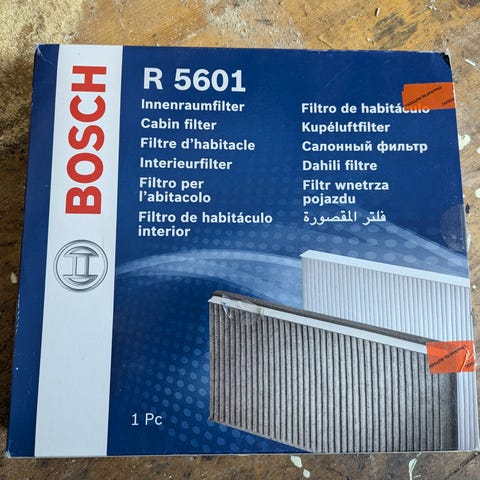 BOSCH
R 5601
Innenraumfilter
Cabin filter
Filtre d'habitacle
Interieurfilter
Filtro per
l'abitacolo
Filtro de habitáculo
interior
Filtro de habitáculo
Kupéluftfilter
Салонный фильтр
Dahili filtre
Filtr wnetrza
pojazdu
فلتر المقصورة
1 Pc